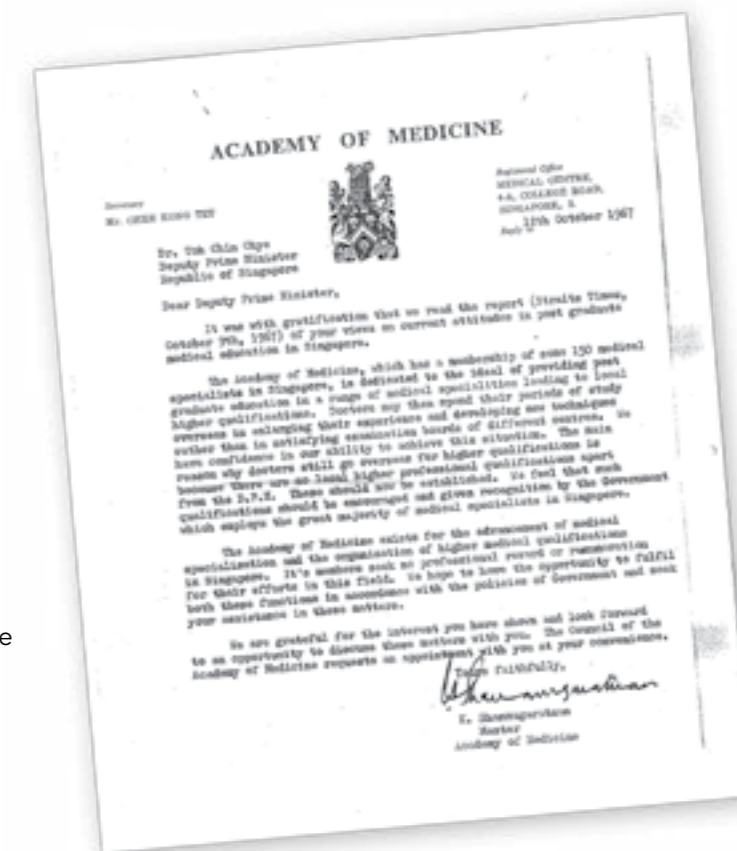 ACADEMY OF MEDICINE
Secretary
Mr.
Registered Office
MEDICAL CENTRE,
4-A, COLLEGE ROAD,
SINGAPORE, 
October 1967
Dr. Toh Chin Chye
Deputy Prime Minister
Republic of Singapore
Dear Deputy Prime Minister,
It was with gratification that we read the report (Straits Times,
October 9th, 1967) of your views on current attitudes in post graduate
medical education in Singapore.
The Academy of Medicine, which has a membership of some 150 medical
specialists in Singapore, is dedicated to the ideal of providing post
graduate education in a range of medical specialities leading to local
higher qualifications. Doctors may then spend their periods of study
overseas in enlarging their experience and developing new techniques
rather than in satisfying examination boards of different centres. We
have confidence in our ability to achieve this situation. The main
reason why doctors still go overseas for higher qualifications is
because there are no local higher professional qualifications apart
from the D.P.H. These should now be established. We feel that such
qualifications should be encouraged and given recognition by the Government
which employs the great majority of medical specialists in Singapore.
The Academy of Medicine exists for the advancement of medical
specialisation and the organisation of higher medical qualifications
in Singapore. It's members seek no professional or remuneration
for their efforts in this field. We hope to have the opportunity to fulfil
both these functions in accordance with the policies of Government and seek
your assistance in these matters.
We are grateful for the interest you have shown and look forward
to an opportunity to discuss these matters with you. The Council of the
Academy of Medicine requests an appointment with you at your convenience.
Yours faithfully,
K. Shanmugaratnam
Master
Academy of Medicine
e